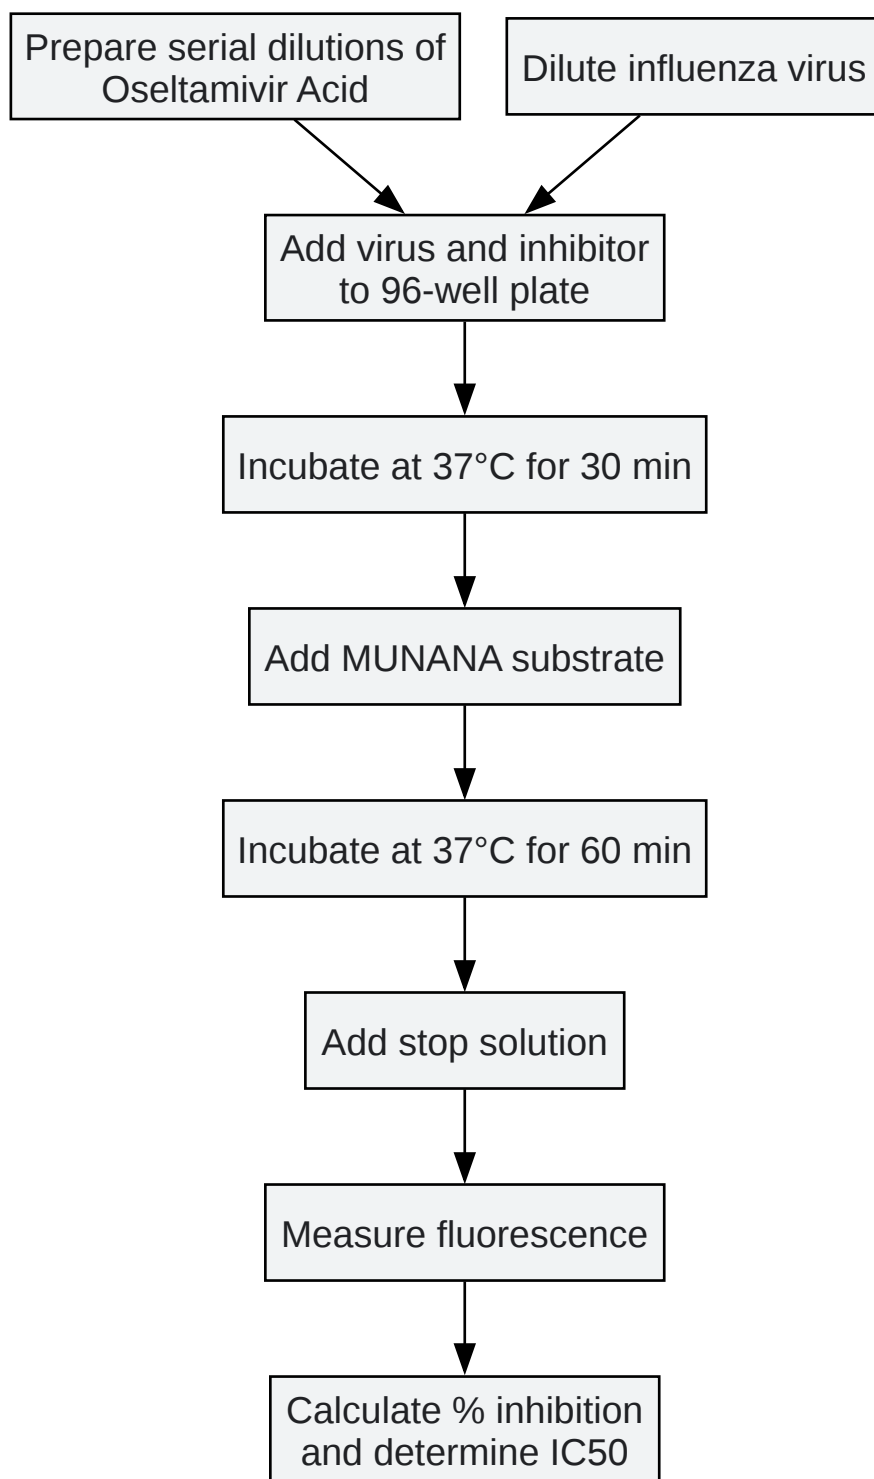 Prepare serial dilutions of
Oseltamivir Acid
Dilute influenza virus
Add virus and inhibitor
to 96-well plate
Incubate at 37°C for 30 min
Add MUNANA substrate
Incubate at 37°C for 60 min
Add stop solution
Measure fluorescence
Calculate % inhibition
and determine IC50